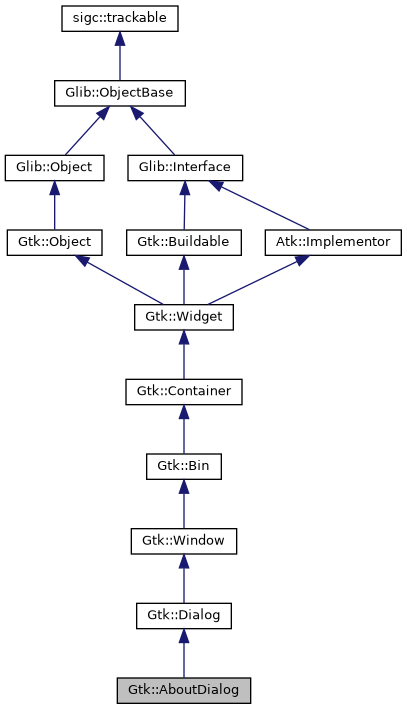 sigc::trackable
Glib::ObjectBase
Glib::Object
Glib::Interface
Gtk::Object
Gtk::Buildable
Atk::Implementor
Gtk::Widget
Gtk::Container
Gtk::Bin
Gtk::Window
Gtk::Dialog
Gtk::AboutDialog